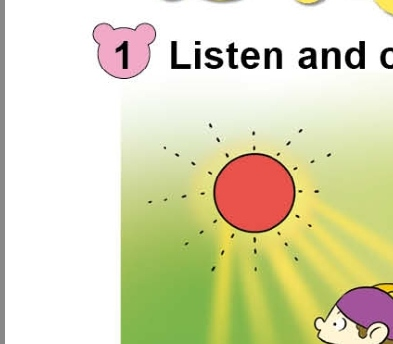 1 Listen and